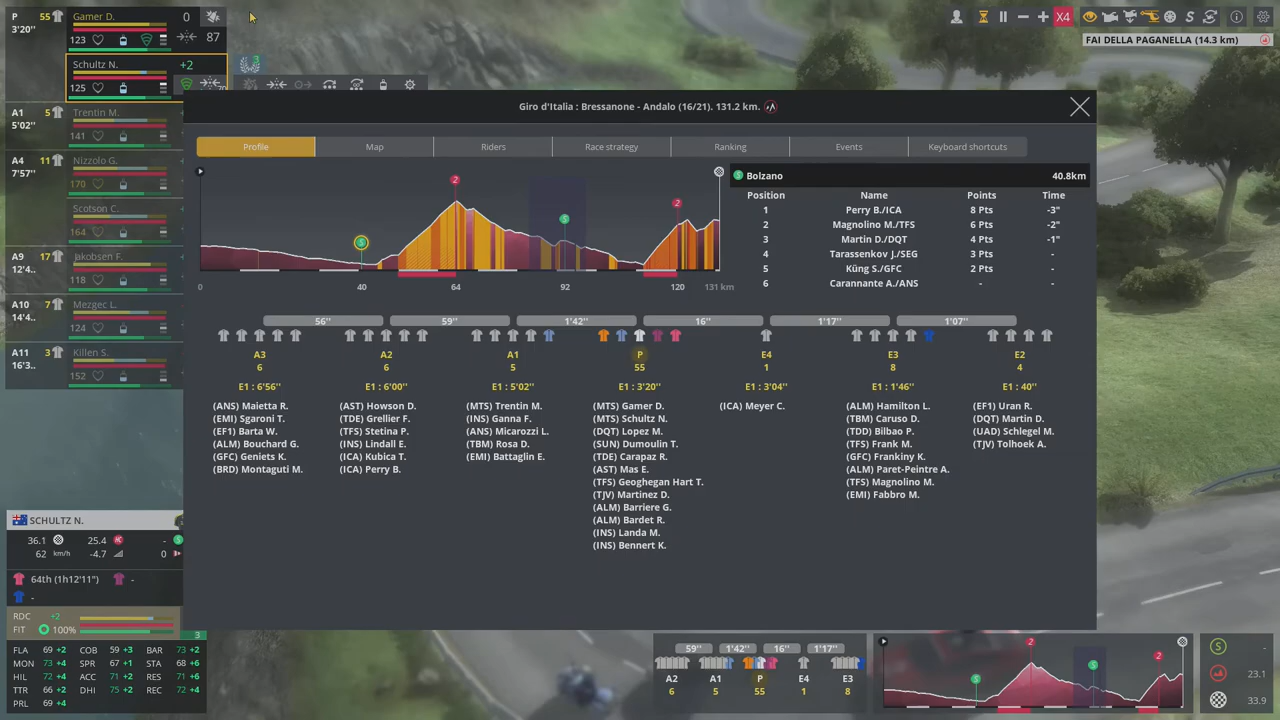 P 55 Gamer D. 0
3'20''
123 87
Schultz N. +2 3
125
A1 5 Trentin M.
5'02''
141
A4 11 Nizzolo G.
7'57''
170
Scotson C.
164
A9 17 Jakobsen F.
12'4..
118
A10 7 Mezgec L.
14'4..
124
A11 3 Killen S.
16'3..
152
X4
FAI DELLA PAGANELLA (14.3 km)
Giro d'Italia : Bressanone - Andalo (16/21). 131.2 km.
Profile Map Riders Race strategy Ranking Events Keyboard shortcuts
2 S S 2
0 40 64 92 120 131 km
S Bolzano 40.8km
Position Name Points Time
1 Perry B./ICA 8 Pts -3"
2 Magnolino M./TFS 6 Pts -2"
3 Martin D./DQT 4 Pts -1"
4 Tarassenkov J./SEG 3 Pts -
5 Küng S./GFC 2 Pts -
6 Carannante A./ANS - -
56'' 59'' 1'42'' 16'' 1'17'' 1'07''
A3 A2 A1 P E4 E3 E2
6 6 5 55 1 8 4
E1 : 6'56'' E1 : 6'00'' E1 : 5'02'' E1 : 3'20'' E1 : 3'04'' E1 : 1'46'' E1 : 40''
(ANS) Maietta R. (AST) Howson D. (MTS) Trentin M. (MTS) Gamer D. (ICA) Meyer C. (ALM) Hamilton L. (EF1) Uran R.
(EMI) Sgaroni T. (TDE) Grellier F. (INS) Ganna F. (MTS) Schultz N. (TBM) Caruso D. (DQT) Martin D.
(EF1) Barta W. (TFS) Stetina P. (ANS) Micarozzi L. (DQT) Lopez M. (TDD) Bilbao P. (UAD) Schlegel M.
(ALM) Bouchard G. (INS) Lindall E. (TBM) Rosa D. (SUN) Dumoulin T. (TFS) Frank M. (TJV) Tolhoek A.
(GFC) Geniets K. (ICA) Kubica T. (EMI) Battaglin E. (TDE) Carapaz R. (GFC) Frankiny K.
(BRD) Montaguti M. (ICA) Perry B. (AST) Mas E. (ALM) Paret-Peintre A.
(TFS) Geoghegan Hart T. (TFS) Magnolino M.
(TJV) Martinez D. (EMI) Fabbro M.
(ALM) Barriere G.
(ALM) Bardet R.
(INS) Landa M.
(INS) Bennert K.
SCHULTZ N.
36.1 25.4 HC - S
62 km/h -4.7 0
64th (1h12'11") -
-
RDC +2
FIT 100% 3
FLA 69 +2 COB 59 +3 BAR 73 +2
MON 73 +4 SPR 67 +1 STA 68 +6
HIL 72 +4 ACC 71 +2 RES 71 +6
TTR 66 +2 DHI 75 +2 REC 72 +4
PRL 69 +4
59'' 1'42'' 16'' 1'17''
A2 A1 P E4 E3
6 5 55 1 8
2 S S 2
S -
23.1
33.9